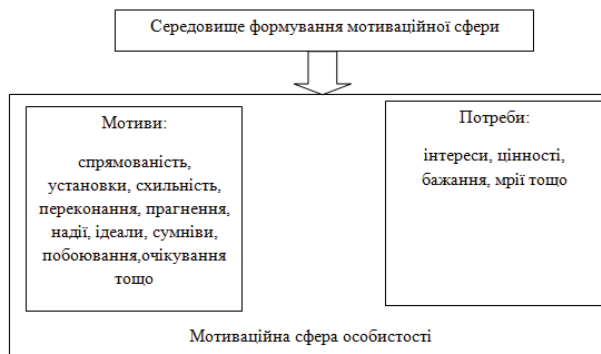 Середовище формування мотиваційної сфери
Мотиви:
спрямованість,
установки, схильність,
переконання, прагнення,
надії, ідеали, сумніви,
побоювання,очікування
тощо
Потреби:
інтереси, цінності,
бажання, мрії тощо
Мотиваційна сфера особистості